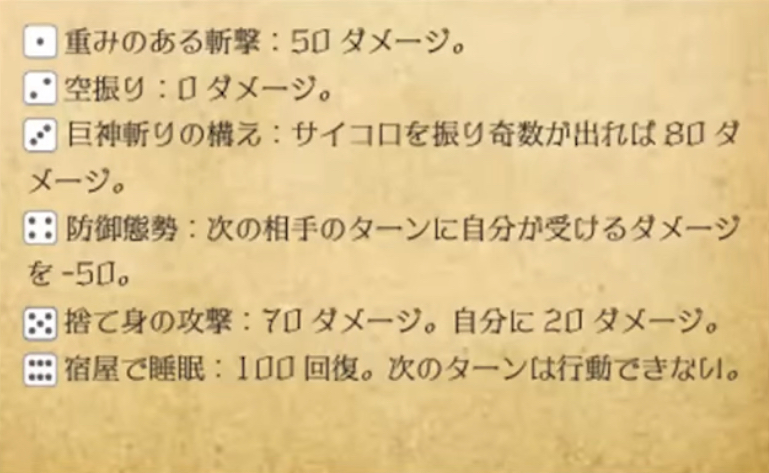 ⚀ 重みのある斬撃：50 ダメージ。
⚁ 空振り：0 ダメージ。
⚂ 巨神斬りの構え：サイコロを振り奇数が出れば 80 ダ
メージ。
⚃ 防御態勢：次の相手のターンに自分が受けるダメージ
を -50。
⚄ 捨て身の攻撃：70 ダメージ。自分に 20 ダメージ。
⚅ 宿屋で睡眠：100 回復。次のターンは行動できない。